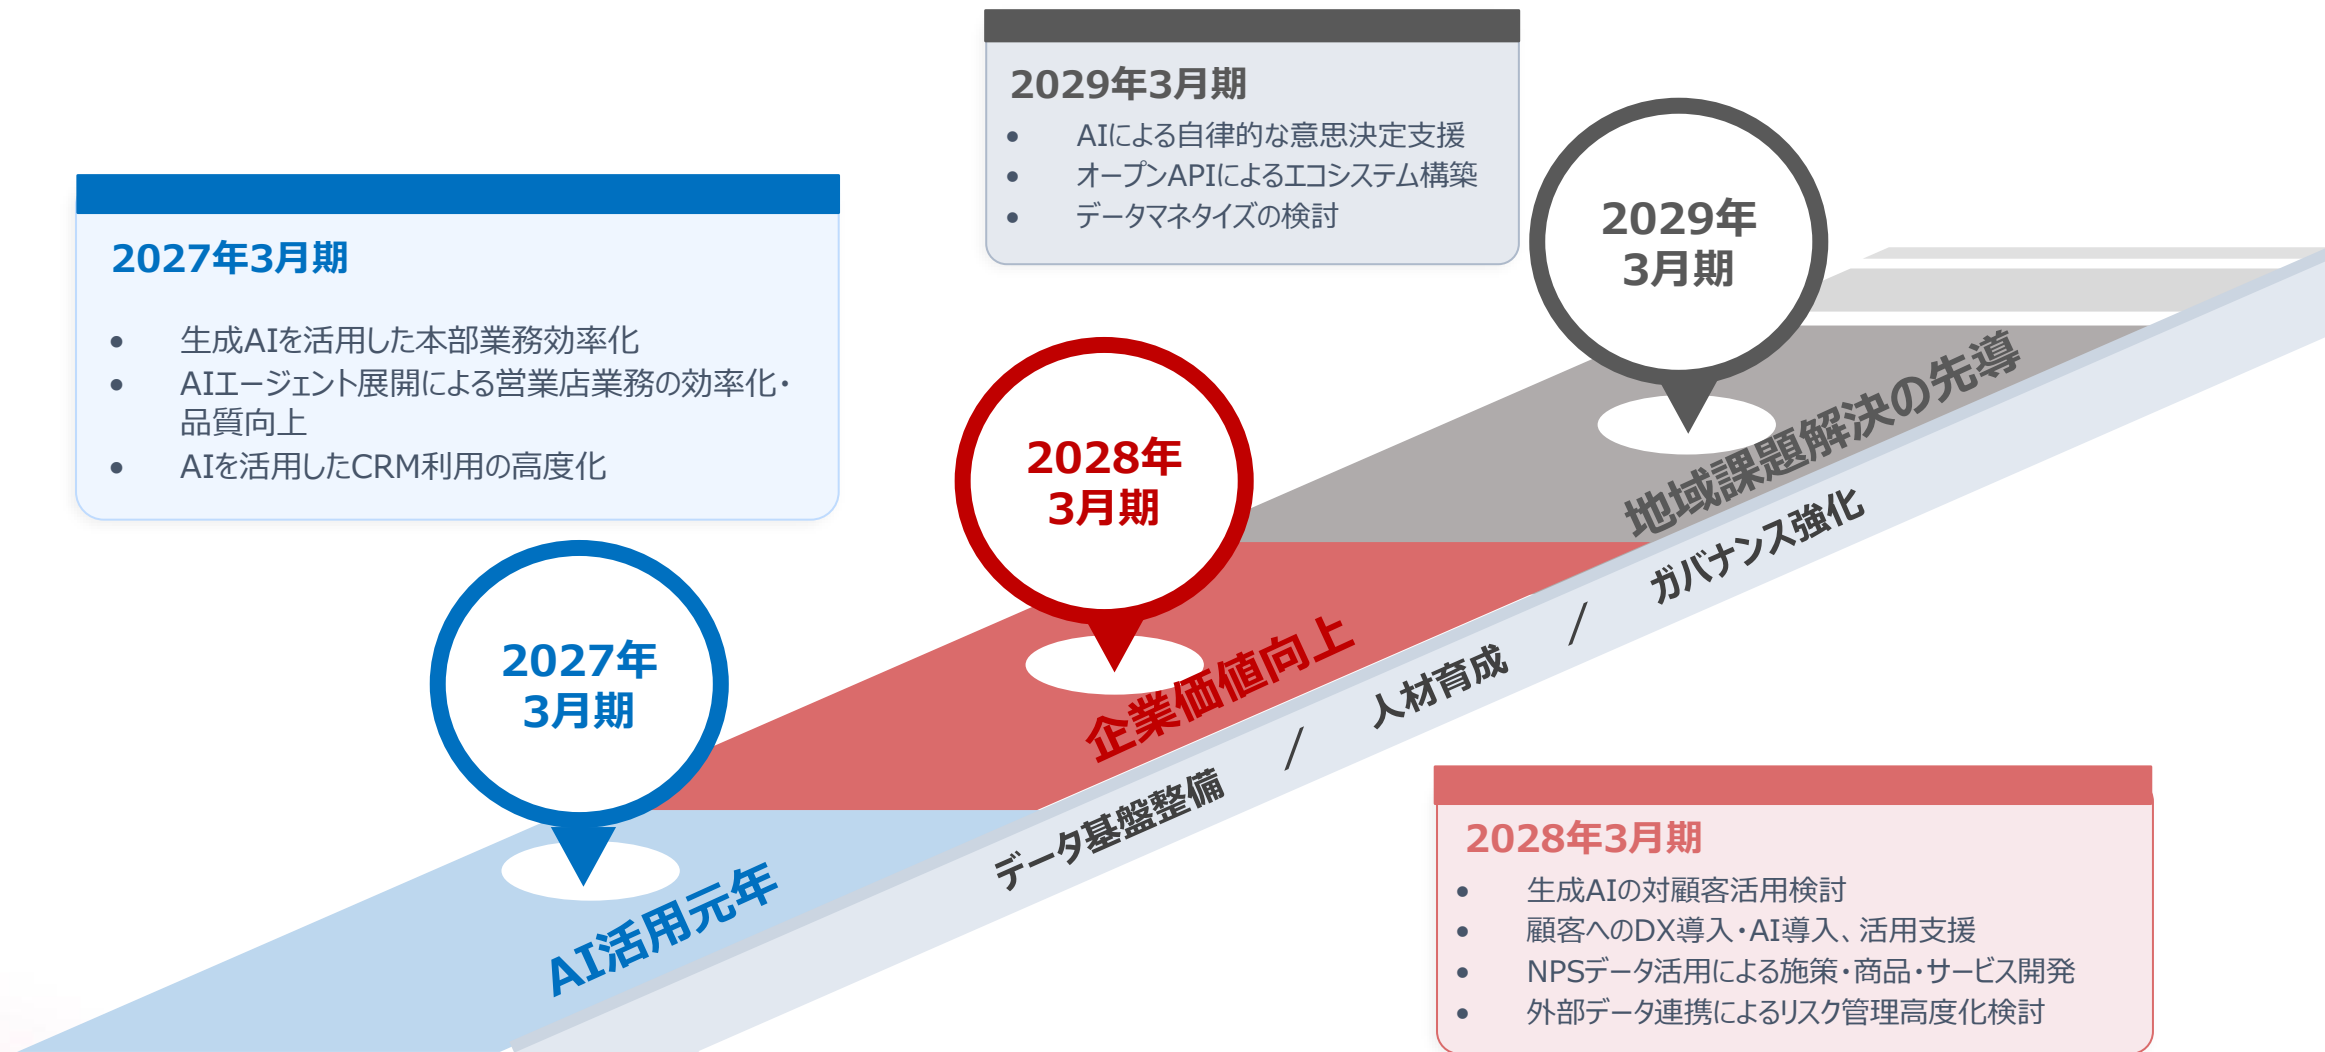 2027年3月期
• 生成AIを活用した本部業務効率化
• AIエージェント展開による営業店業務の効率化・
品質向上
• AIを活用したCRM利用の高度化
2029年3月期
• AIによる自律的な意思決定支援
• オープンAPIによるエコシステム構築
• データマネタイズの検討
2029年
3月期
2028年
3月期
2027年
3月期
地域課題解決の先導
企業価値向上
AI活用元年
データ基盤整備 / 人材育成 / ガバナンス強化
2028年3月期
• 生成AIの対顧客活用検討
• 顧客へのDX導入・AI導入、活用支援
• NPSデータ活用による施策・商品・サービス開発
• 外部データ連携によるリスク管理高度化検討